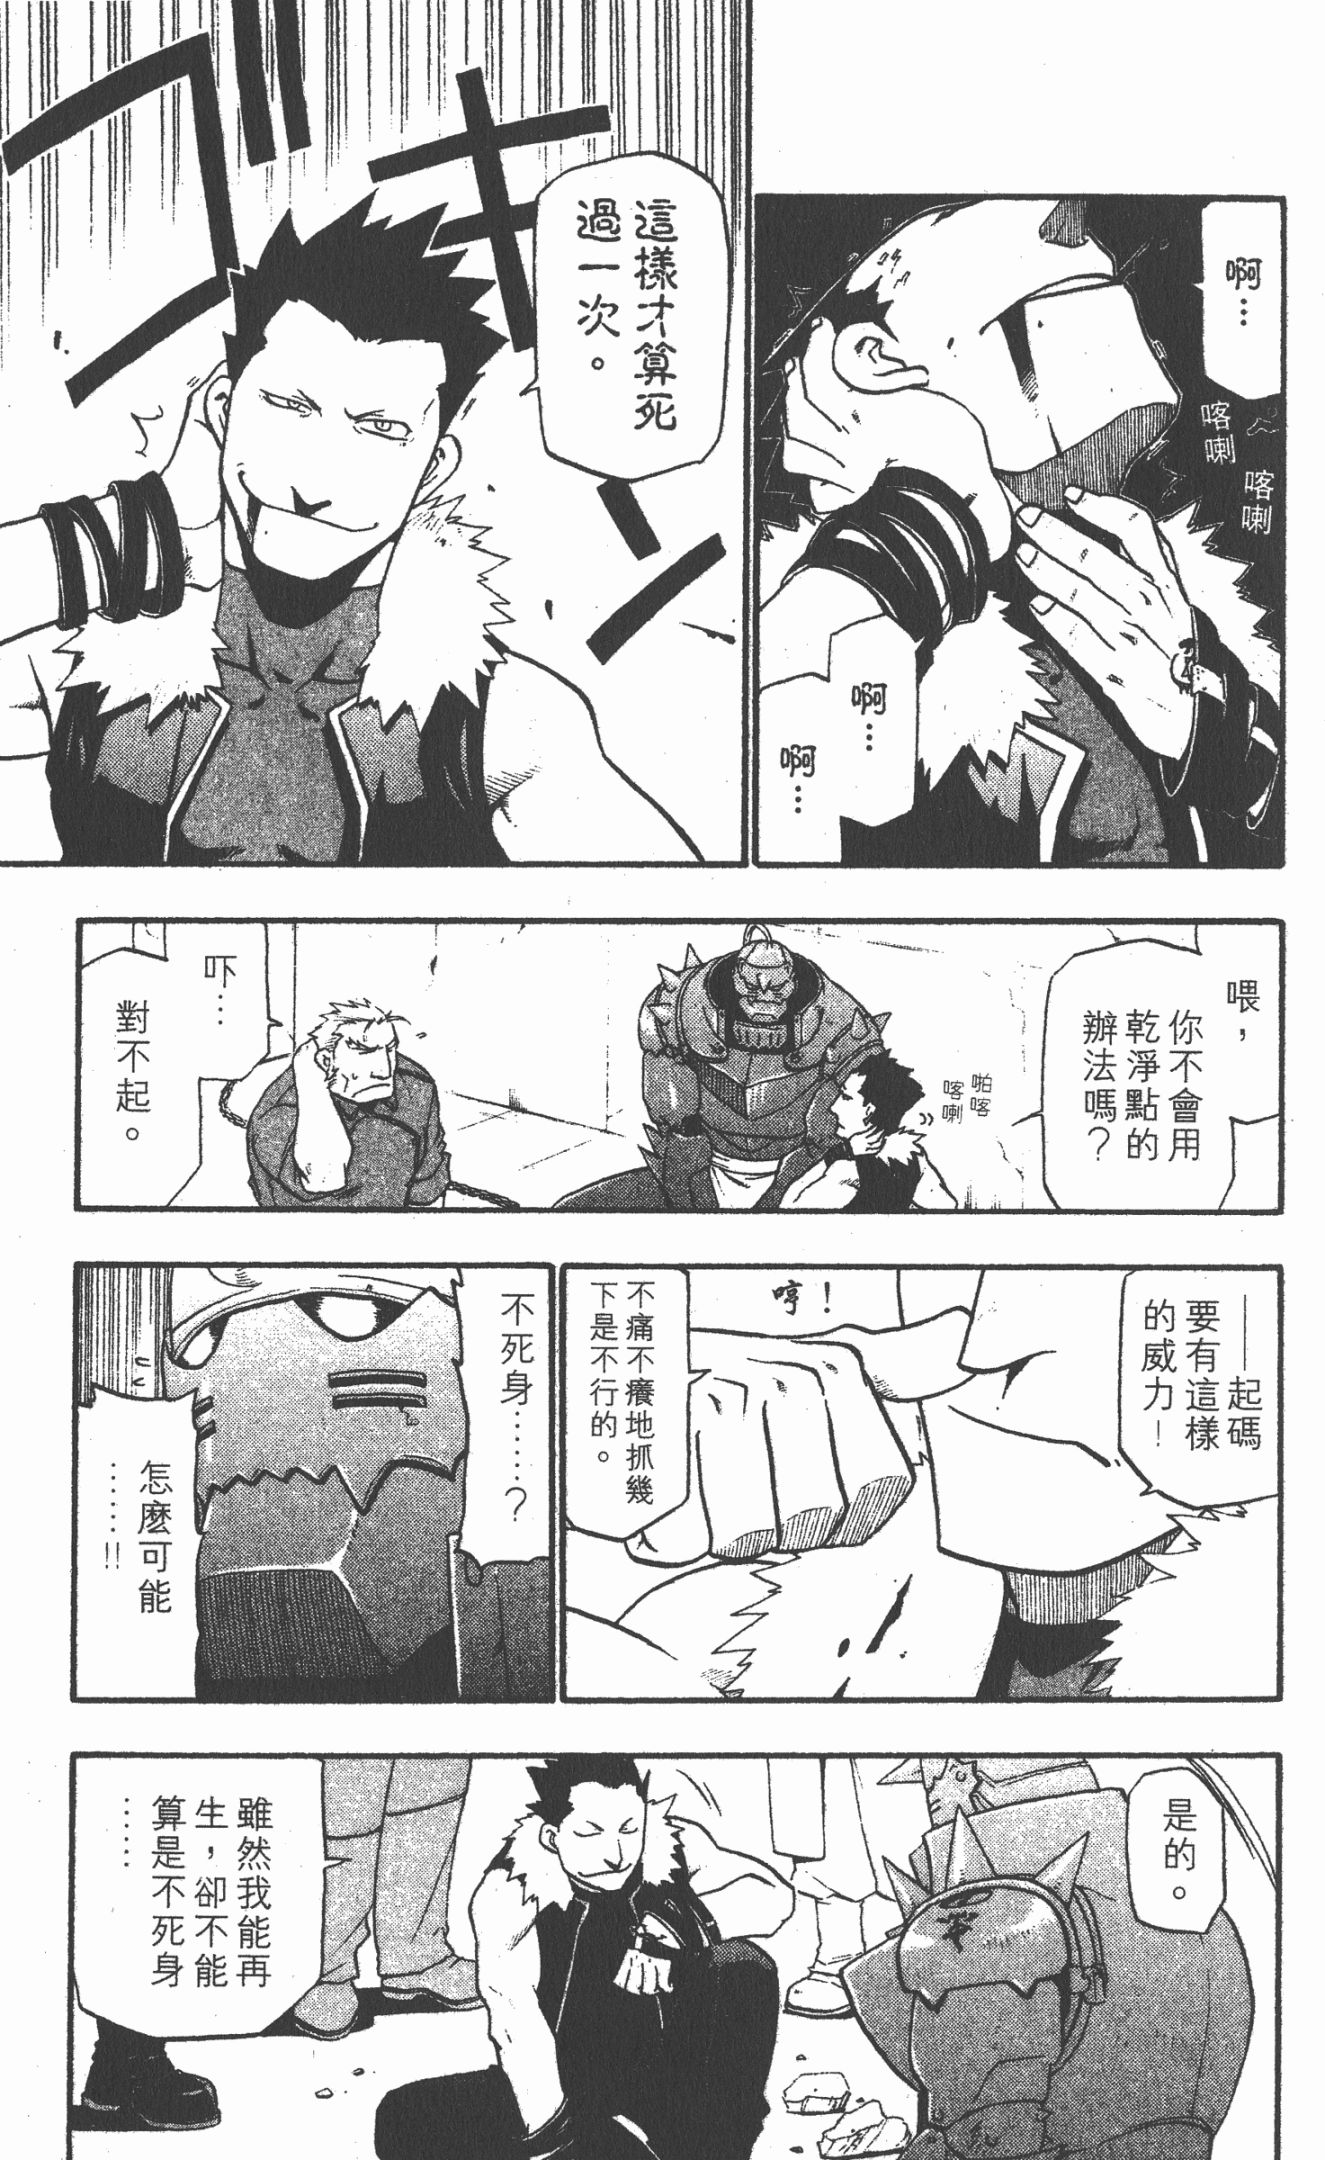 啊…
喀喇
喀喇
啊…
啊…
這樣才算死
過一次。
喂，
你不會用
乾淨點的
辦法嗎？
啪喀
喀喇
吓…
對不起。
——起碼
要有這樣
的威力！
哼！
不痛不癢地抓幾
下是不行的。
不死身……？
怎麼可能
……!!
是的。
雖然我能再
生，卻不能
算是不死身
……